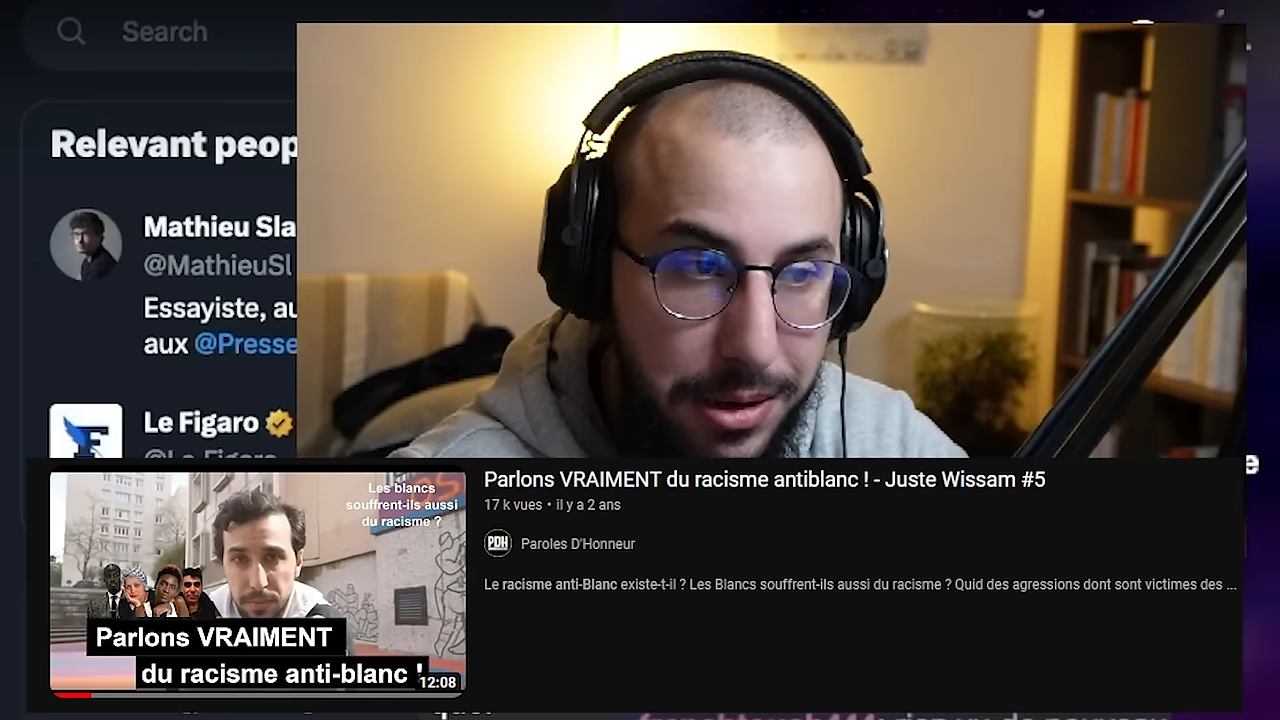 Search
Relevant peop
Mathieu Sla
@MathieuSl
Essayiste, au
aux @Presse
Le Figaro
Les blancs
souffrent-ils aussi
du racisme ?
Parlons VRAIMENT
du racisme anti-blanc !
12:08
Parlons VRAIMENT du racisme antiblanc ! - Juste Wissam #5
17 k vues • il y a 2 ans
PDH Paroles D'Honneur
Le racisme anti-Blanc existe-t-il ? Les Blancs souffrent-ils aussi du racisme ? Quid des agressions dont sont victimes des ...